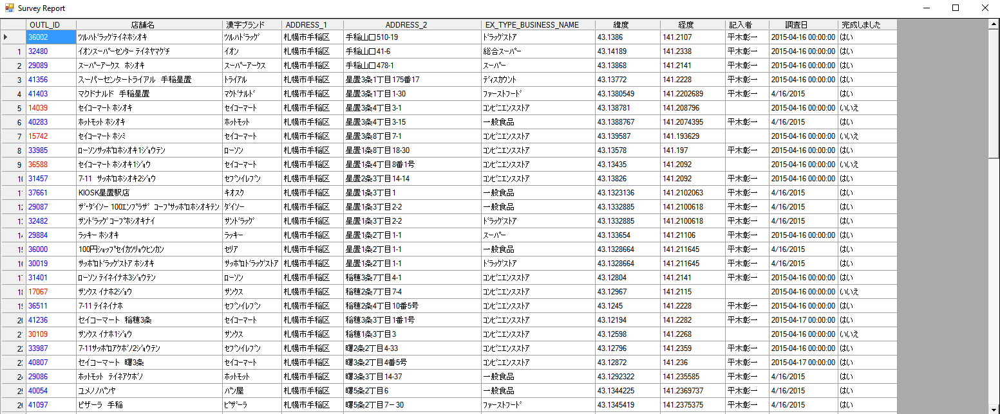 Survey Report
OUTL_ID 店舗名 漢字ブランド ADDRESS_1 ADDRESS_2 EX_TYPE_BUSINESS_NAME 緯度 経度 記入者 調査日 完成しました
36002 ﾂﾙﾊﾄﾞﾗｯｸﾞﾃｲﾈﾎｼｵｷ ﾂﾙﾊﾄﾞﾗｯｸﾞ 札幌市手稲区 手稲山口510-19 ﾄﾞﾗｯｸﾞｽﾄｱ 43.1386 141.2107 平木彰一 2015-04-16 00:00:00 はい
1 32480 ｲｵﾝｽｰﾊﾟｰｾﾝﾀｰ ﾃｲﾈﾔﾏｸﾞﾁ ｲｵﾝ 札幌市手稲区 手稲山口41-6 総合ｽｰﾊﾟｰ 43.14189 141.2338 平木彰一 2015-04-16 00:00:00 はい
2 29089 ｽｰﾊﾟｰｱｰｸｽ ﾎｼｵｷ ｽｰﾊﾟｰｱｰｸｽ 札幌市手稲区 手稲山口478-1 ｽｰﾊﾟｰ 43.13868 141.2141 平木彰一 2015-04-16 00:00:00 はい
3 41356 スーパーセンタートライアル　手稲星置 ﾄﾗｲｱﾙ 札幌市手稲区 星置3条1丁目175番17 ﾃﾞｨｽｶｳﾝﾄ 43.13772 141.2228 平木彰一 2015-04-16 00:00:00 はい
4 41403 マクドナルド　手稲星置 ﾏｸﾄﾞﾅﾙﾄﾞ 札幌市手稲区 星置3条1丁目1-30 ﾌｧｰｽﾄﾌｰﾄﾞ 43.1380549 141.2202689 平木彰一 4/16/2015 はい
5 14039 ｾｲｺｰﾏｰﾄ ﾎｼｵｷ ｾｲｺｰﾏｰﾄ 札幌市手稲区 星置3条4丁目3-1 ｺﾝﾋﾞﾆｴﾝｽｽﾄｱ 43.138781 141.208796 2015-04-16 00:00:00 いいえ
6 40283 ﾎｯﾄﾓｯﾄ ﾎｼｵｷ ﾎｯﾄﾓｯﾄ 札幌市手稲区 星置3条4丁目3-15 一般食品 43.1388767 141.2074395 平木彰一 4/16/2015 はい
7 15742 ｾｲｺｰﾏｰﾄ ﾎｼﾐ ｾｲｺｰﾏｰﾄ 札幌市手稲区 星置3条8丁目7-1 ｺﾝﾋﾞﾆｴﾝｽｽﾄｱ 43.139587 141.193629 2015-04-16 00:00:00 いいえ
8 33985 ﾛｰｿﾝｻｯﾎﾟﾛﾎｼｵｷ1ｼﾞｮｳﾃﾝ ﾛｰｿﾝ 札幌市手稲区 星置1条8丁目18-30 ｺﾝﾋﾞﾆｴﾝｽｽﾄｱ 43.13578 141.197 平木彰一 2015-04-16 00:00:00 はい
9 36588 ｾｲｺｰﾏｰﾄ ﾎｼｵｷ1ｼﾞｮｳ ｾｲｺｰﾏｰﾄ 札幌市手稲区 星置1条4丁目8番1号 ｺﾝﾋﾞﾆｴﾝｽｽﾄｱ 43.13435 141.2092 2015-04-16 00:00:00 いいえ
31457 7-11 ｻｯﾎﾟﾛﾎｼｵｷ2ｼﾞｮｳ ｾﾌﾞﾝｲﾚﾌﾞﾝ 札幌市手稲区 星置2条3丁目14-14 ｺﾝﾋﾞﾆｴﾝｽｽﾄｱ 43.13826 141.2092 平木彰一 2015-04-16 00:00:00 はい
37661 KIOSK星置駅店 ｷｵｽｸ 札幌市手稲区 星置1条3丁目1 一般食品 43.1323136 141.2102063 平木彰一 4/16/2015 はい
29087 ｻﾞ･ﾀﾞｲｿｰ 100ｴﾝﾌﾟﾗｻﾞ ｺｰﾌﾟｻｯﾎﾟﾛﾎｼｵｷﾃﾝ ﾀﾞｲｿｰ 札幌市手稲区 星置1条3丁目2-2 一般食品 43.1332885 141.2100618 平木彰一 4/16/2015 はい
32482 ｻﾝﾄﾞﾗｯｸﾞ ｺｰﾌﾟﾎｼｵｷﾅｲ ｻﾝﾄﾞﾗｯｸﾞ 札幌市手稲区 星置1条3丁目2-2 ﾄﾞﾗｯｸﾞｽﾄｱ 43.1332885 141.2100618 平木彰一 4/16/2015 はい
29884 ﾗｯｷｰ ﾎｼｵｷ ﾗｯｷｰ 札幌市手稲区 星置1条2丁目1-1 ｽｰﾊﾟｰ 43.133654 141.21106 平木彰一 2015-04-16 00:00:00 はい
36000 100円ｼｮｯﾌﾟｾｲｶﾂﾘｮｳﾋﾝｶﾝ ｾﾘｱ 札幌市手稲区 星置1条2丁目1-1 一般食品 43.1328664 141.211645 平木彰一 4/16/2015 はい
30019 ｻｯﾎﾟﾛﾄﾞﾗｯｸﾞｽﾄｱ ﾎｼｵｷ ｻｯﾎﾟﾛﾄﾞﾗｯｸﾞｽﾄｱ 札幌市手稲区 星置1条2丁目1-1 ﾄﾞﾗｯｸﾞｽﾄｱ 43.1328664 141.211645 平木彰一 4/16/2015 はい
31401 ﾛｰｿﾝ ﾃｲﾈｲﾅﾎ3ｼﾞｮｳﾃﾝ ﾛｰｿﾝ 札幌市手稲区 稲穂3条7丁目4-1 ｺﾝﾋﾞﾆｴﾝｽｽﾄｱ 43.12804 141.2141 平木彰一 2015-04-16 00:00:00 はい
17067 ｻﾝｸｽ ｲﾅﾎ2ｼﾞｮｳ ｻﾝｸｽ 札幌市手稲区 稲穂2条7丁目7-4 ｺﾝﾋﾞﾆｴﾝｽｽﾄｱ 43.12967 141.2115 2015-04-16 00:00:00 いいえ
36511 7-11 ﾃｲﾈｲﾅﾎ ｾﾌﾞﾝｲﾚﾌﾞﾝ 札幌市手稲区 稲穂2条4丁目10番5号 ｺﾝﾋﾞﾆｴﾝｽｽﾄｱ 43.1245 141.2228 平木彰一 2015-04-16 00:00:00 はい
41236 セイコーマート　稲穂3条 ｾｲｺｰﾏｰﾄ 札幌市手稲区 稲穂3条3丁目1番1号 ｺﾝﾋﾞﾆｴﾝｽｽﾄｱ 43.12194 141.2282 平木彰一 2015-04-17 00:00:00 はい
30109 ｻﾝｸｽ ｲﾅﾎ1ｼﾞｮｳ ｻﾝｸｽ 札幌市手稲区 稲穂1条3丁目3 ｺﾝﾋﾞﾆｴﾝｽｽﾄｱ 43.12598 141.2268 2015-04-16 00:00:00 いいえ
33987 7-11ｻｯﾎﾟﾛｱｹﾎﾞﾉ2ｼﾞｮｳﾃﾝ ｾﾌﾞﾝｲﾚﾌﾞﾝ 札幌市手稲区 曙2条2丁目4-33 ｺﾝﾋﾞﾆｴﾝｽｽﾄｱ 43.12796 141.2359 平木彰一 2015-04-16 00:00:00 はい
40807 セイコーマート　曙3条 ｾｲｺｰﾏｰﾄ 札幌市手稲区 曙3条2丁目4番5号 ｺﾝﾋﾞﾆｴﾝｽｽﾄｱ 43.12872 141.236 平木彰一 2015-04-17 00:00:00 はい
29086 ﾎｯﾄﾓｯﾄ ﾃｲﾈｱｹﾎﾞﾉ ﾎｯﾄﾓｯﾄ 札幌市手稲区 曙3条3丁目14-37 一般食品 43.1292322 141.235585 平木彰一 4/16/2015 はい
40054 ﾕﾒﾉﾉﾊﾟﾝﾔ ﾊﾟﾝ屋 札幌市手稲区 曙5条2丁目6 一般食品 43.1344225 141.2369737 平木彰一 4/16/2015 はい
41097 ピザーラ　手稲 ﾋﾟｻﾞｰﾗ 札幌市手稲区 曙5条2丁目7－30 ﾌｧｰｽﾄﾌｰﾄﾞ 43.1345419 141.2375375 平木彰一 4/16/2015 はい